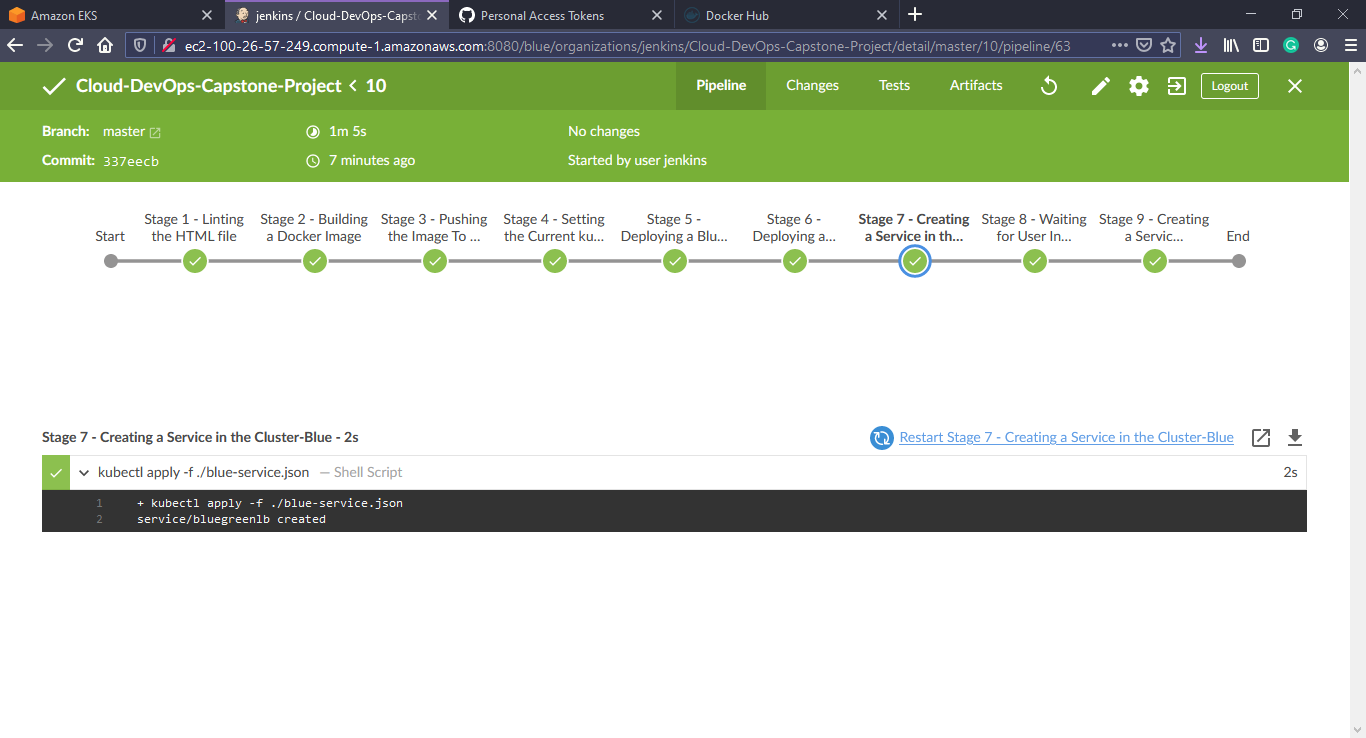 Amazon EKS
jenkins / Cloud-DevOps-Capsto
Personal Access Tokens
Docker Hub
ec2-100-26-57-249.compute-1.amazonaws.com:8080/blue/organizations/jenkins/Cloud-DevOps-Capstone-Project/detail/master/10/pipeline/63
Cloud-DevOps-Capstone-Project < 10
Pipeline
Changes
Tests
Artifacts
Logout
Branch: master
1m 5s
No changes
Commit: 337eecb
7 minutes ago
Started by user jenkins
Start
Stage 1 - Linting
the HTML file
Stage 2 - Building
a Docker Image
Stage 3 - Pushing
the Image To ...
Stage 4 - Setting
the Current ku...
Stage 5 -
Deploying a Blu...
Stage 6 -
Deploying a...
Stage 7 - Creating
a Service in th...
Stage 8 - Waiting
for User In...
Stage 9 - Creating
a Servic...
End
Stage 7 - Creating a Service in the Cluster-Blue - 2s
Restart Stage 7 - Creating a Service in the Cluster-Blue
kubectl apply -f ./blue-service.json — Shell Script
2s
1 + kubectl apply -f ./blue-service.json
2 service/bluegreenlb created